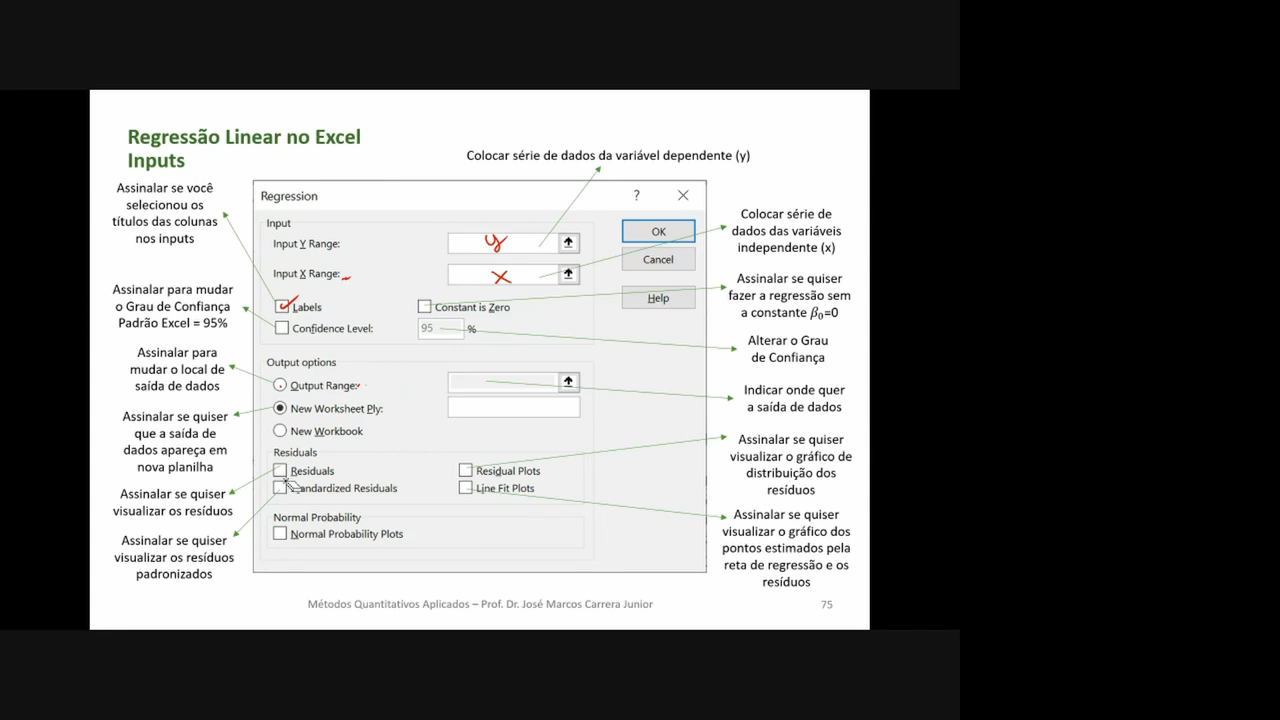 Regressão Linear no Excel
Inputs
Colocar série de dados da variável dependente (y)
Assinalar se você
selecionou os
títulos das colunas
nos inputs
Assinalar para mudar
o Grau de Confiança
Padrão Excel = 95%
Assinalar para
mudar o local de
saída de dados
Assinalar se quiser
que a saída de
dados apareça em
nova planilha
Assinalar se quiser
visualizar os resíduos
Assinalar se quiser
visualizar os resíduos
padronizados
Regression
?
Input
Input Y Range:
y
Input X Range:
x
Labels
Constant is Zero
Confidence Level:
95
%
Output options
Output Range:
New Worksheet Ply:
New Workbook
Residuals
Residuals
Residual Plots
Standardized Residuals
Line Fit Plots
Normal Probability
Normal Probability Plots
OK
Cancel
Help
Colocar série de
dados das variáveis
independente (x)
Assinalar se quiser
fazer a regressão sem
a constante β₀=0
Alterar o Grau
de Confiança
Indicar onde quer
a saída de dados
Assinalar se quiser
visualizar o gráfico de
distribuição dos
resíduos
Assinalar se quiser
visualizar o gráfico dos
pontos estimados pela
reta de regressão e os
resíduos
Métodos Quantitativos Aplicados – Prof. Dr. José Marcos Carrera Junior
75